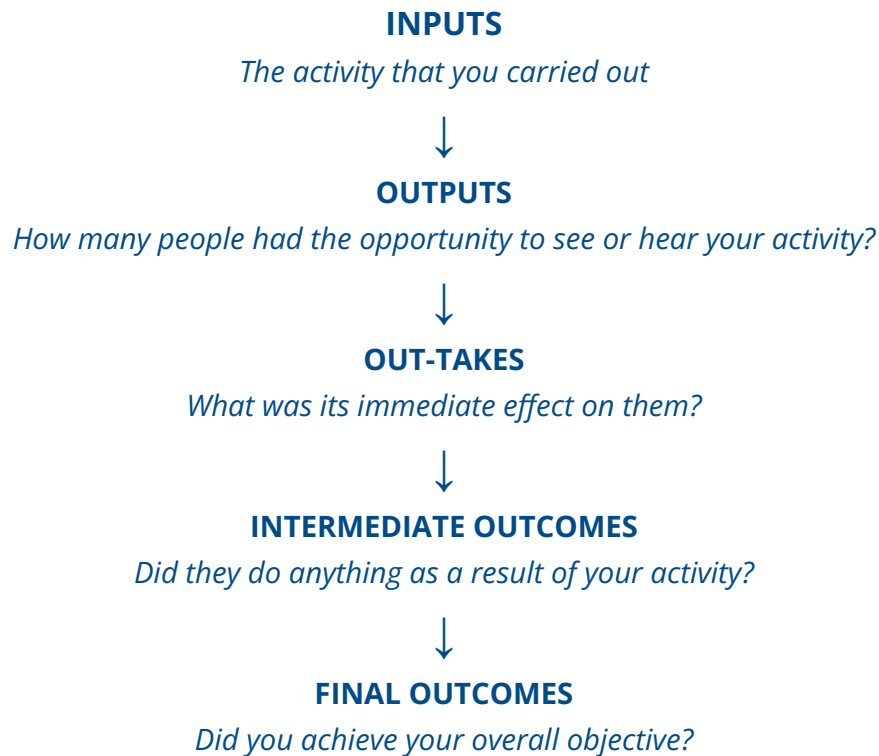 INPUTS
The activity that you carried out
↓
OUTPUTS
How many people had the opportunity to see or hear your activity?
↓
OUT-TAKES
What was its immediate effect on them?
↓
INTERMEDIATE OUTCOMES
Did they do anything as a result of your activity?
↓
FINAL OUTCOMES
Did you achieve your overall objective?